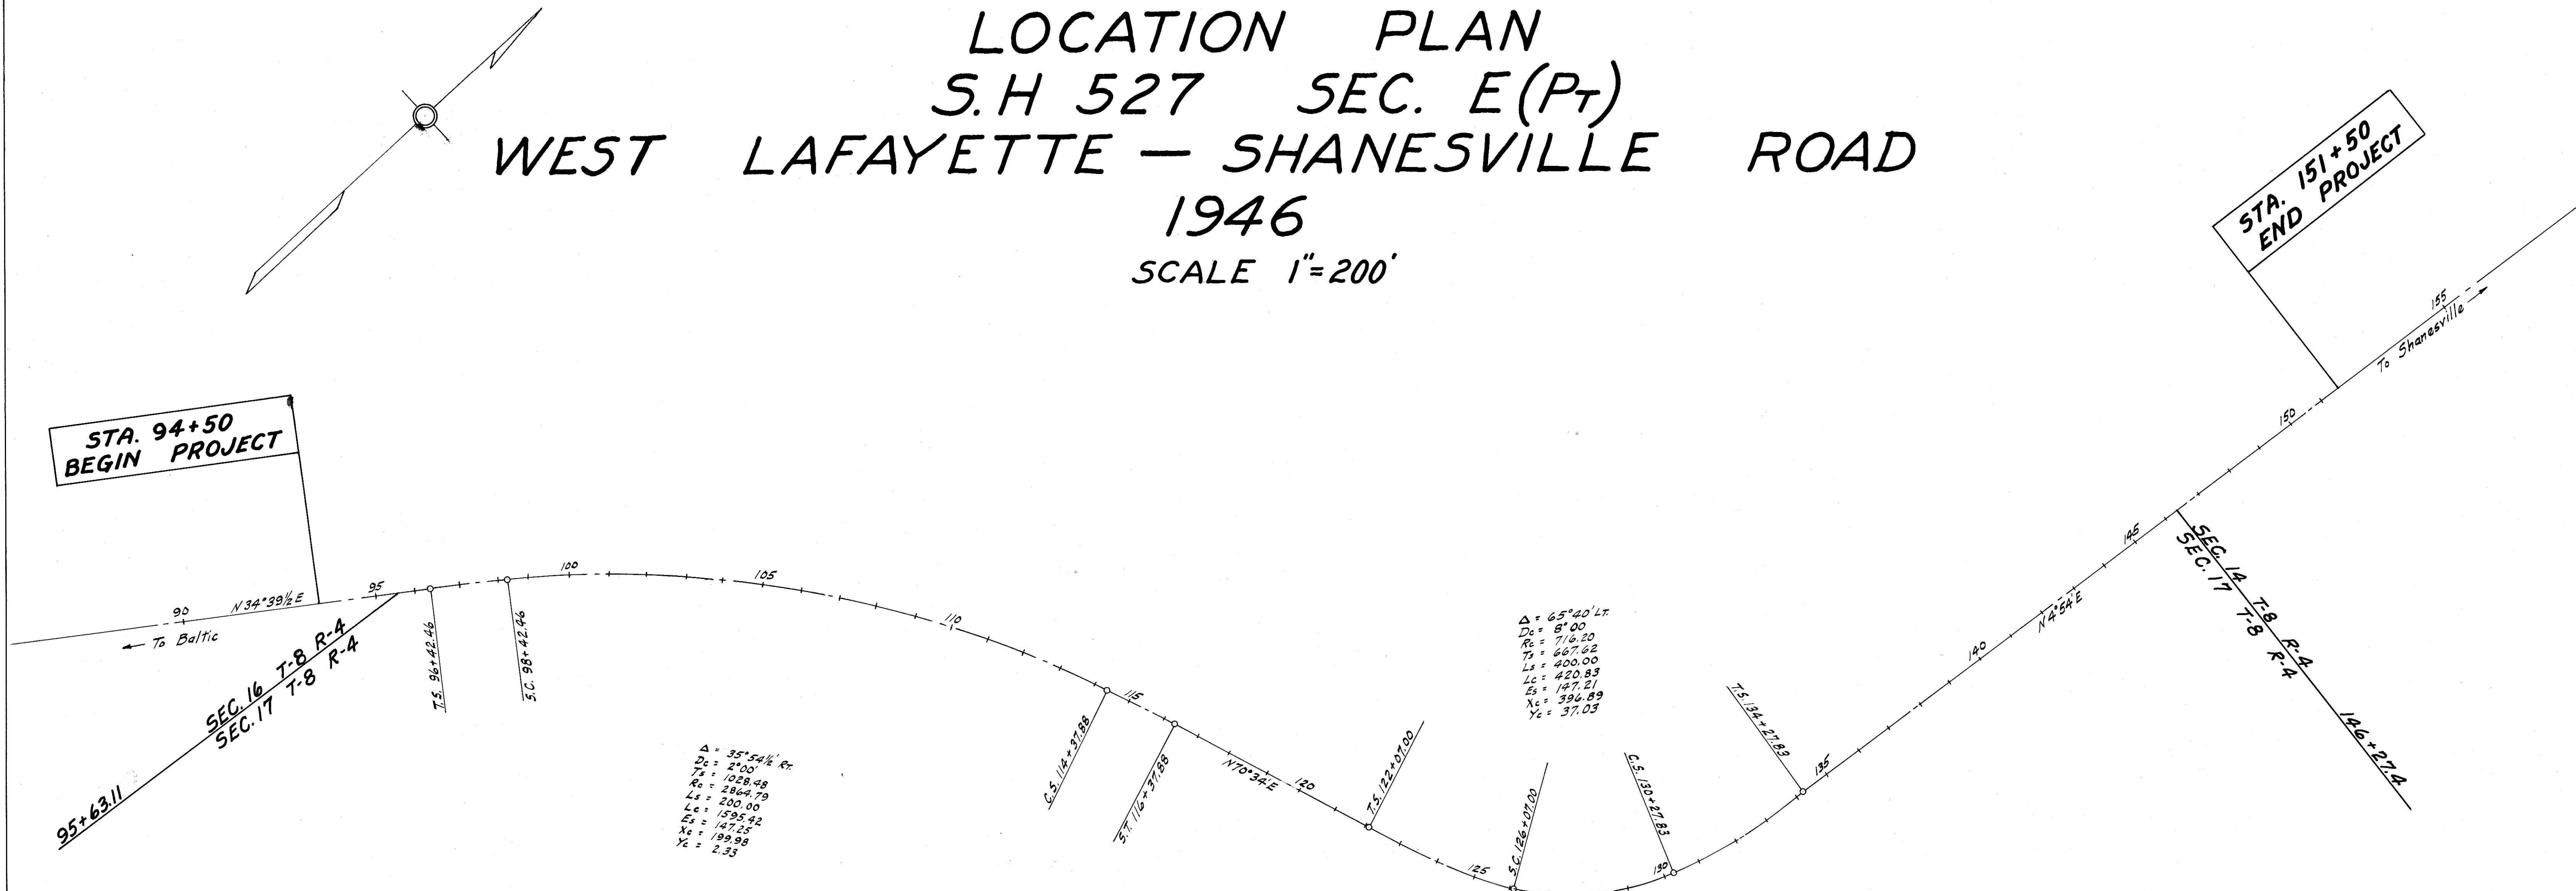 LOCATION PLAN
S.H 527 SEC. E (PT)
WEST LAFAYETTE — SHANESVILLE ROAD
1946
SCALE 1"=200'
STA. 94+50
BEGIN PROJECT
STA. 151+50
END PROJECT
90
N 34°39½ E
95
← To Baltic
SEC. 16 T-8 R-4
SEC. 17 T-8 R-4
95+63.11
T.S. 96+42.46
S.C. 98+42.46
100
105
110
C.S. 114+37.88
115
S.T. 116+37.88
Δ = 35°54½' RT.
Dc = 2°00'
Ts = 1028.48
Rc = 2864.79
Ls = 200.00
Lc = 1595.42
Es = 147.25
Xc = 199.98
Yc = 2.33
N70°34'E
120
T.S. 122+07.00
125
S.C. 126+07.00
Δ = 65°40' LT.
Dc = 8°00
Rc = 716.20
Ts = 667.62
Ls = 400.00
Lc = 420.83
Es = 147.21
Xc = 396.89
Yc = 37.03
C.S. 130+27.83
130
T.S. 134+27.83
135
140
N4°54'E
145
SEC. 14 T-8 R-4
SEC. 17 T-8 R-4
146+27.4
150
155
To Shanesville →